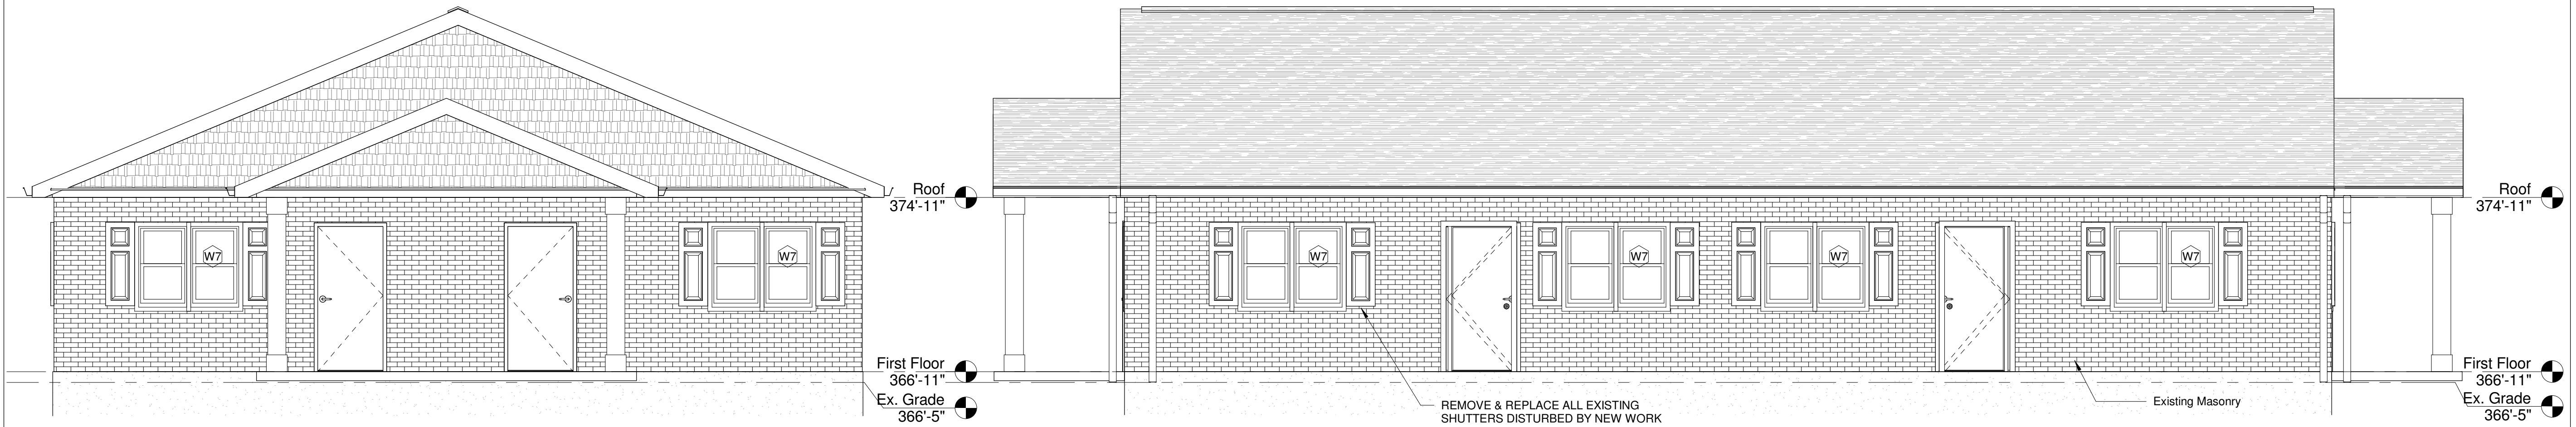 W7
W7
Roof
374'-11"
First Floor
366'-11"
Ex. Grade
366'-5"
W7
W7
W7
W7
REMOVE & REPLACE ALL EXISTING
SHUTTERS DISTURBED BY NEW WORK
Existing Masonry
Roof
374'-11"
First Floor
366'-11"
Ex. Grade
366'-5"